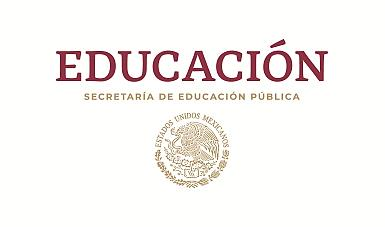 EDUCACIÓN
SECRETARÍA DE EDUCACIÓN PÚBLICA
ESTADOS UNIDOS MEXICANOS